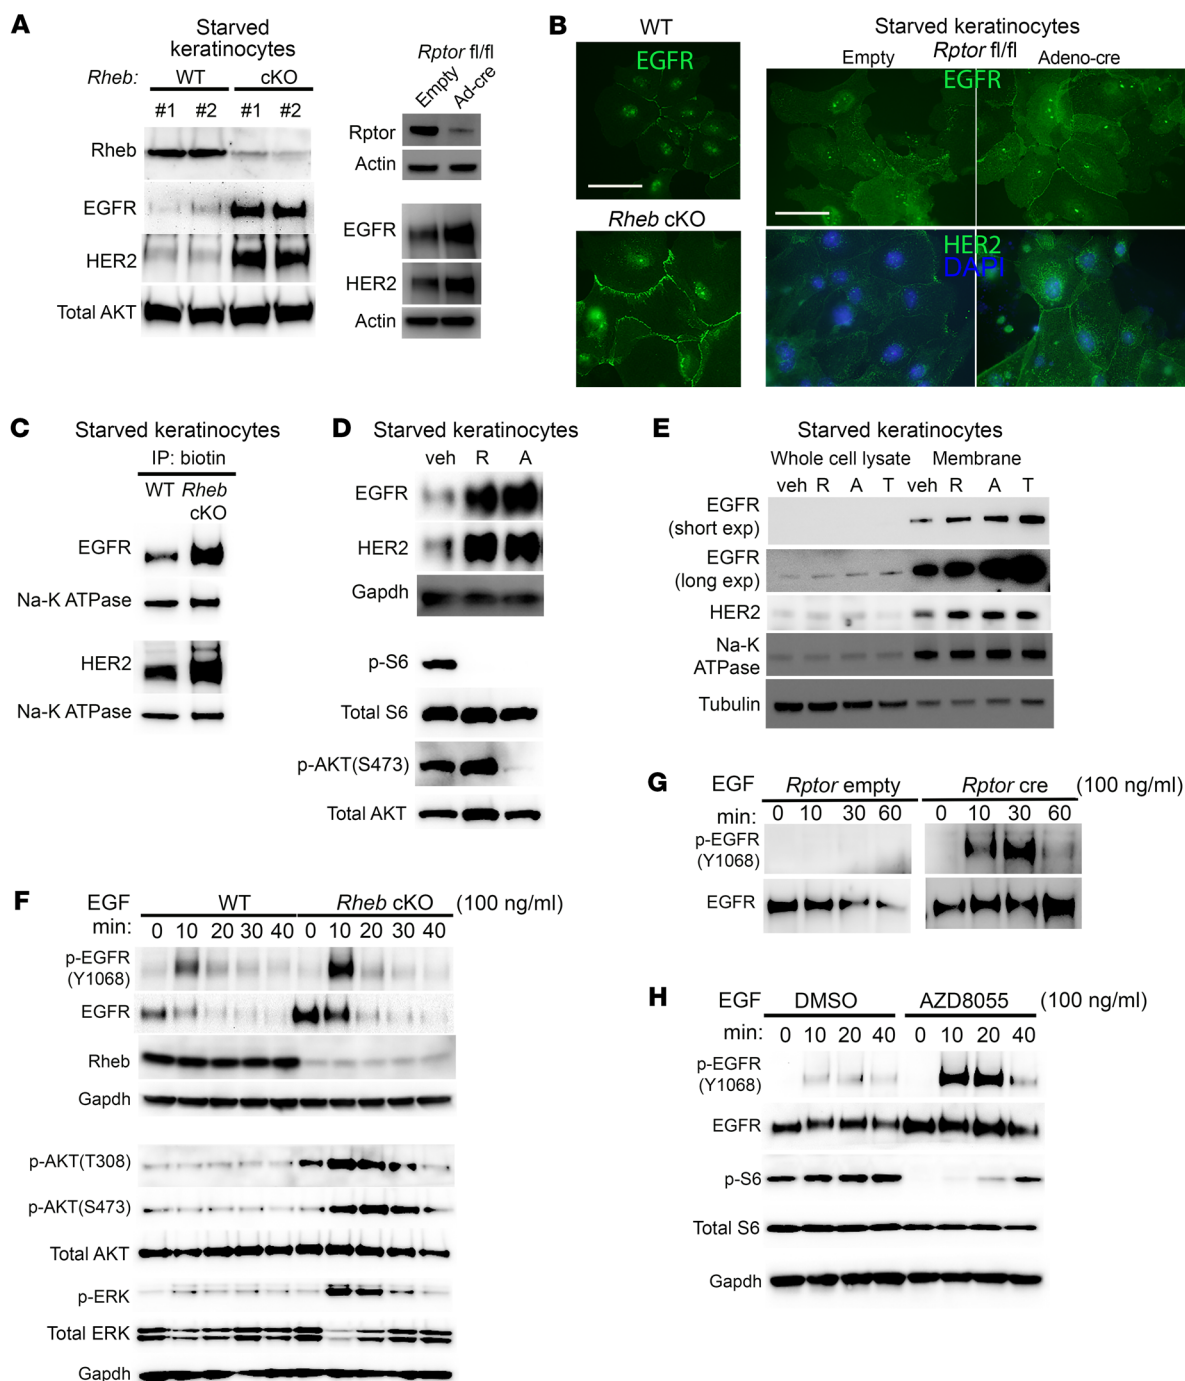 A
Starved
keratinocytes
Rheb: WT cKO
#1 #2 #1 #2
Rheb
EGFR
HER2
Total AKT
Rptor fl/fl
Empty Ad-cre
Rptor
Actin
EGFR
HER2
Actin
B
WT
EGFR
Rheb cKO
Starved keratinocytes
Empty Rptor fl/fl Adeno-cre
EGFR
HER2
DAPI
C
Starved keratinocytes
IP: biotin
WT Rheb
cKO
EGFR
Na-K ATPase
HER2
Na-K ATPase
D
Starved keratinocytes
veh R A
EGFR
HER2
Gapdh
p-S6
Total S6
p-AKT(S473)
Total AKT
E
Starved keratinocytes
Whole cell lysate Membrane
veh R A T veh R A T
EGFR
(short exp)
EGFR
(long exp)
HER2
Na-K
ATPase
Tubulin
F
EGF WT Rheb cKO (100 ng/ml)
min: 0 10 20 30 40 0 10 20 30 40
p-EGFR
(Y1068)
EGFR
Rheb
Gapdh
p-AKT(T308)
p-AKT(S473)
Total AKT
p-ERK
Total ERK
Gapdh
G
EGF Rptor empty Rptor cre (100 ng/ml)
min: 0 10 30 60 0 10 30 60
p-EGFR
(Y1068)
EGFR
H
EGF DMSO AZD8055 (100 ng/ml)
min: 0 10 20 40 0 10 20 40
p-EGFR
(Y1068)
EGFR
p-S6
Total S6
Gapdh